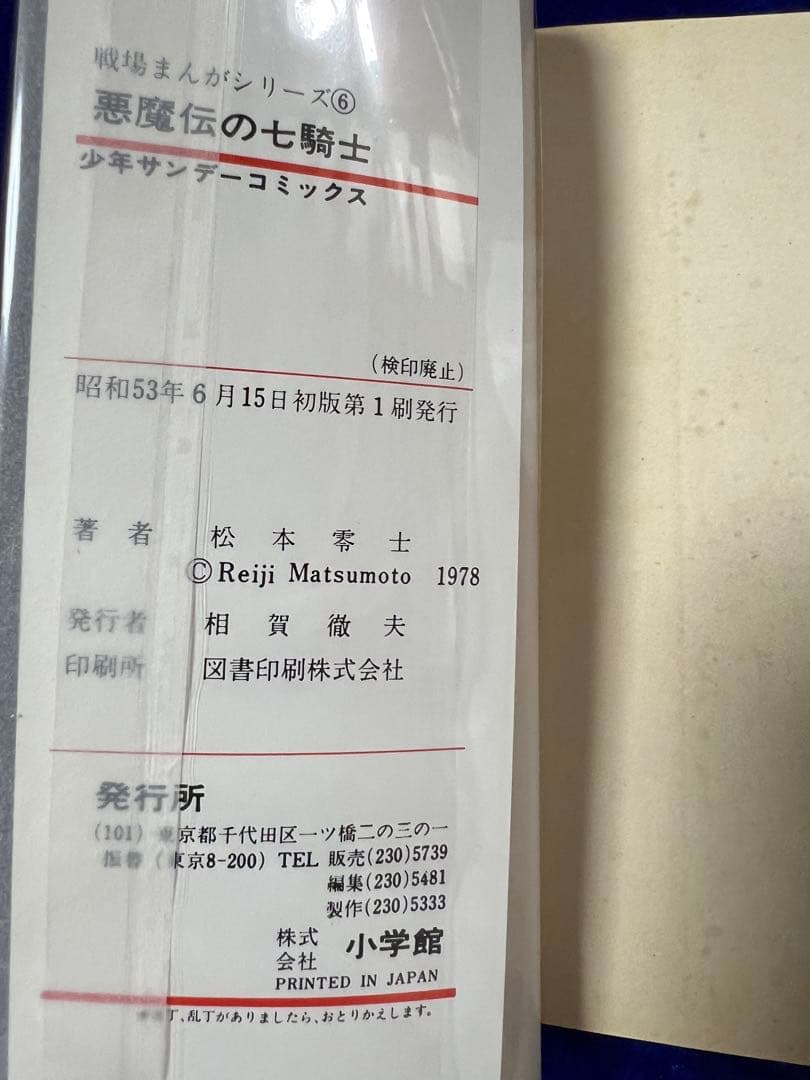 戦場まんがシリーズ⑥
悪魔伝の七騎士
少年サンデーコミックス
(検印廃止)
昭和53年6月15日初版第1刷発行
著者 松本零士
©Reiji Matsumoto 1978
発行者 相賀徹夫
印刷所 図書印刷株式会社
発行所
(101) 東京都千代田区一ツ橋二の三の一
振替(東京8-200) TEL 販売(230)5739
編集(230)5481
製作(230)5333
株式会社 小学館
PRINTED IN JAPAN
丁、乱丁がありましたら、おとりかえします。